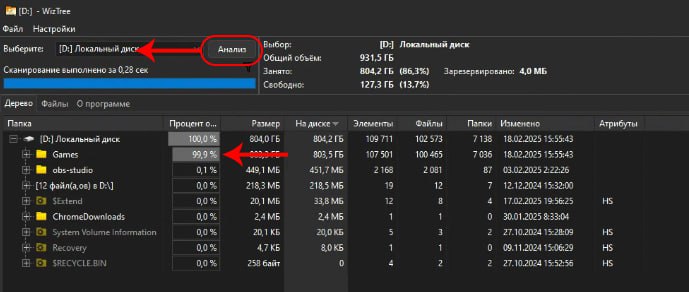 [D:] - WizTree
Файл Настройки
Выберите: [D:] Локальный диск Анализ
Сканирование выполнено за 0,28 сек
Выбор: [D:] Локальный диск
Общий объём: 931,5 ГБ
Занято: 804,2 ГБ (86,3%) Зарезервировано: 4,0 МБ
Свободно: 127,3 ГБ (13,7%)
Дерево Файлы О программе
Папка Процент о... Размер На диске Элементы Файлы Папки Изменено Атрибуты
[D:] Локальный диск 100,0 % 804,0 ГБ 804,2 ГБ 109 711 102 573 7 138 18.02.2025 15:55:43
Games 99,9 % ГБ 803,5 ГБ 107 501 100 465 7 036 18.02.2025 15:55:43
obs-studio 0,1 % 449,1 МБ 451,7 МБ 2 168 2 081 87 03.02.2025 2:22:26
[12 файл(а,ов) в D:\] 0,0 % 218,3 МБ 218,5 МБ 19 12 7 12.12.2024 15:32:00
$Extend 0,0 % 20,1 МБ 33,8 МБ 12 8 4 17.02.2025 19:56:25 HS
ChromeDownloads 0,0 % 2,4 МБ 2,4 МБ 1 1 0 30.01.2025 8:33:04
System Volume Information 0,0 % 20,1 КБ 20,0 КБ 5 3 2 27.10.2024 15:28:09 HS
Recovery 0,0 % 4,7 КБ 8,0 КБ 1 1 0 09.11.2024 15:06:29 HS
$RECYCLE.BIN 0,0 % 258 байт 0 4 2 2 27.10.2024 15:52:56 HS